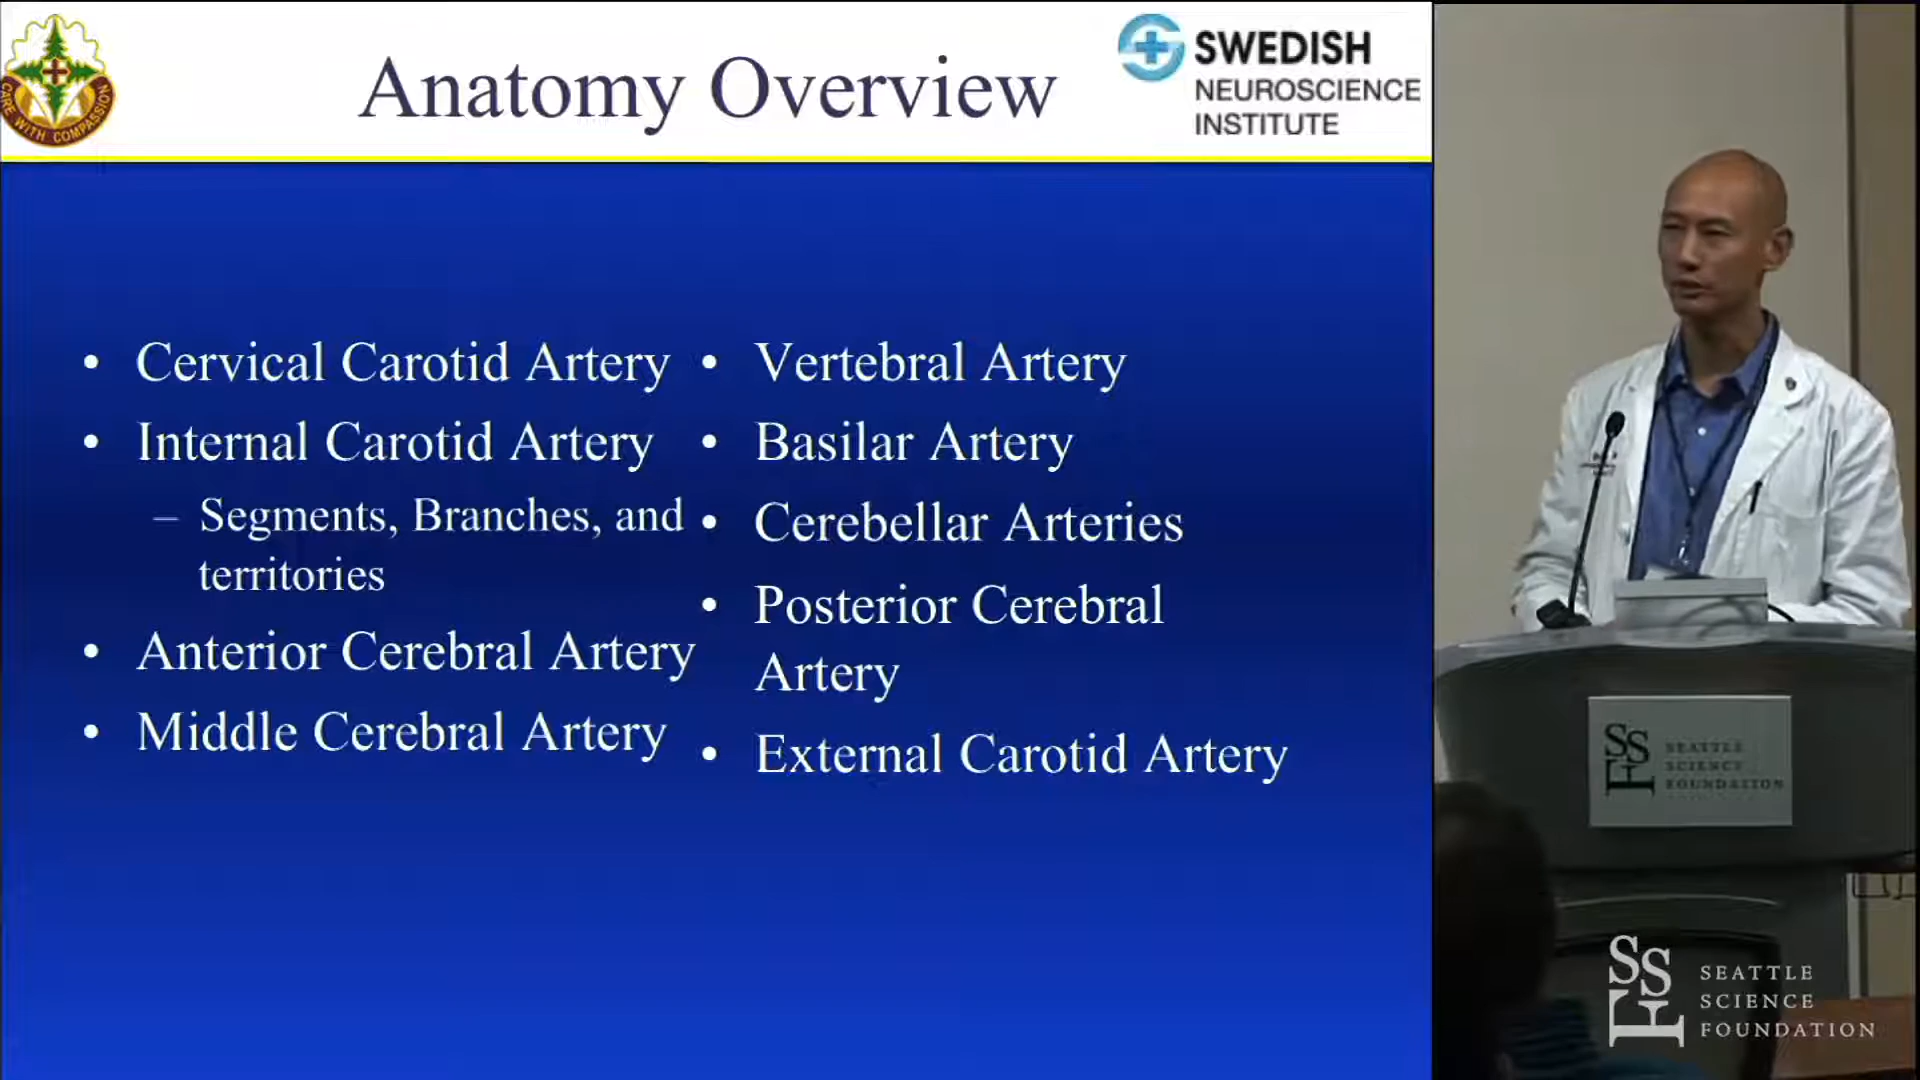 CARE WITH COMPASSION
Anatomy Overview
SWEDISH
NEUROSCIENCE
INSTITUTE
• Cervical Carotid Artery
• Internal Carotid Artery
– Segments, Branches, and
territories
• Anterior Cerebral Artery
• Middle Cerebral Artery
• Vertebral Artery
• Basilar Artery
• Cerebellar Arteries
• Posterior Cerebral
Artery
• External Carotid Artery
SSF
SEATTLE
SCIENCE
FOUNDATION
SSF
SEATTLE
SCIENCE
FOUNDATION